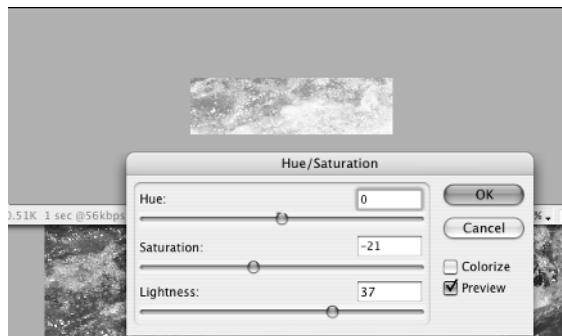 Hue/Saturation
Hue: 0
OK
0.51K 1 sec @56kbps
%
Cancel
Saturation: -21
Colorize
Preview
Lightness: 37